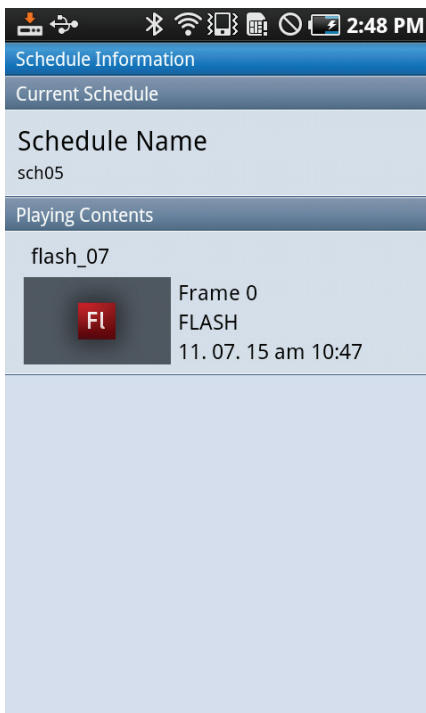 2:48 PM
Schedule Information
Current Schedule
Schedule Name
sch05
Playing Contents
flash_07
Fl
Frame 0
FLASH
11. 07. 15 am 10:47